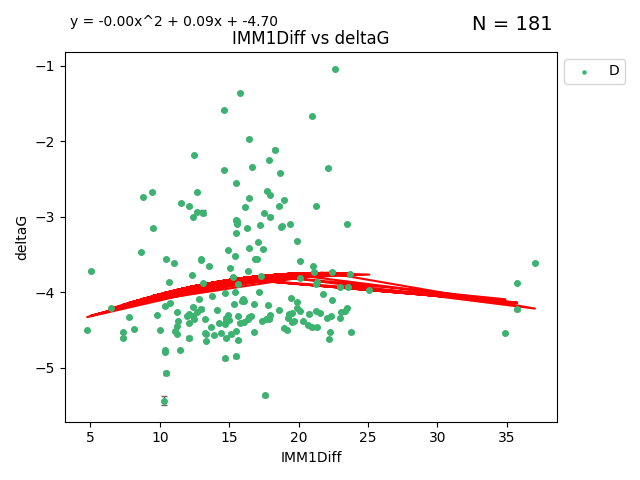 y = -0.00x^2 + 0.09x + -4.70
N = 181
IMM1Diff vs deltaG
D
−1
−2
−3
−4
−5
deltaG
5 10 15 20 25 30 35
IMM1Diff